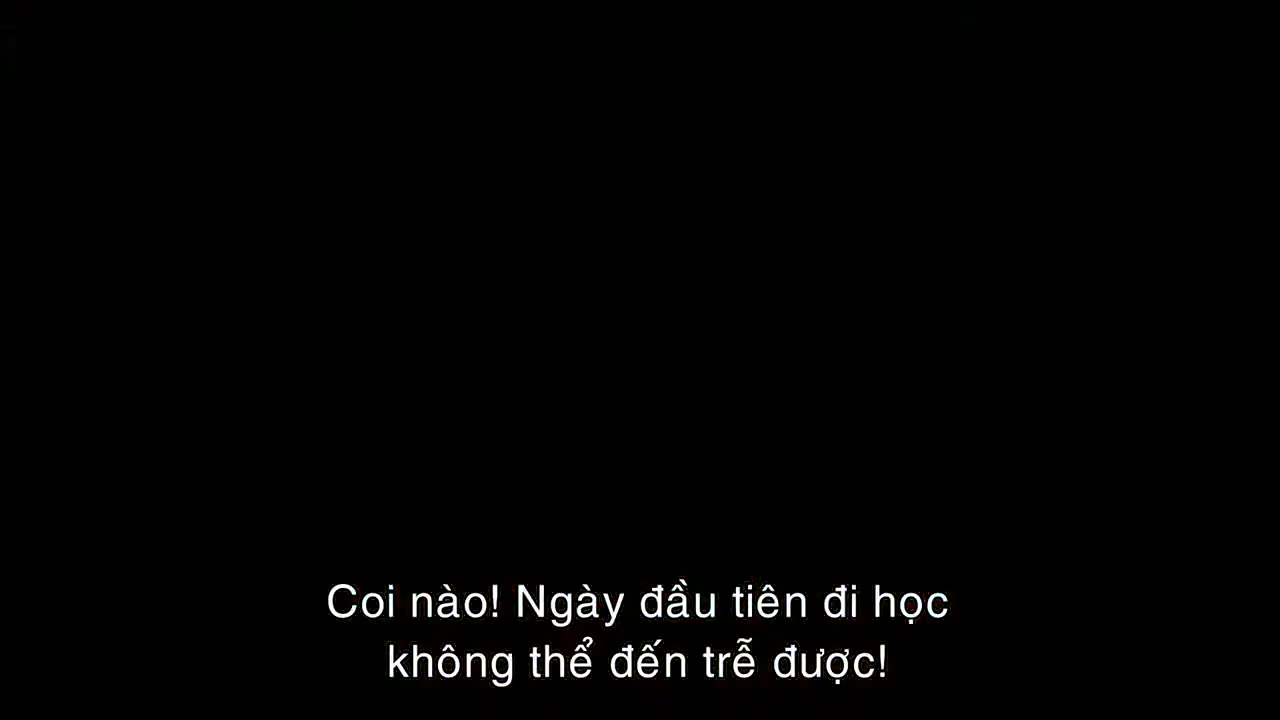 Coi nào! Ngày đầu tiên đi học
không thể đến trễ được!